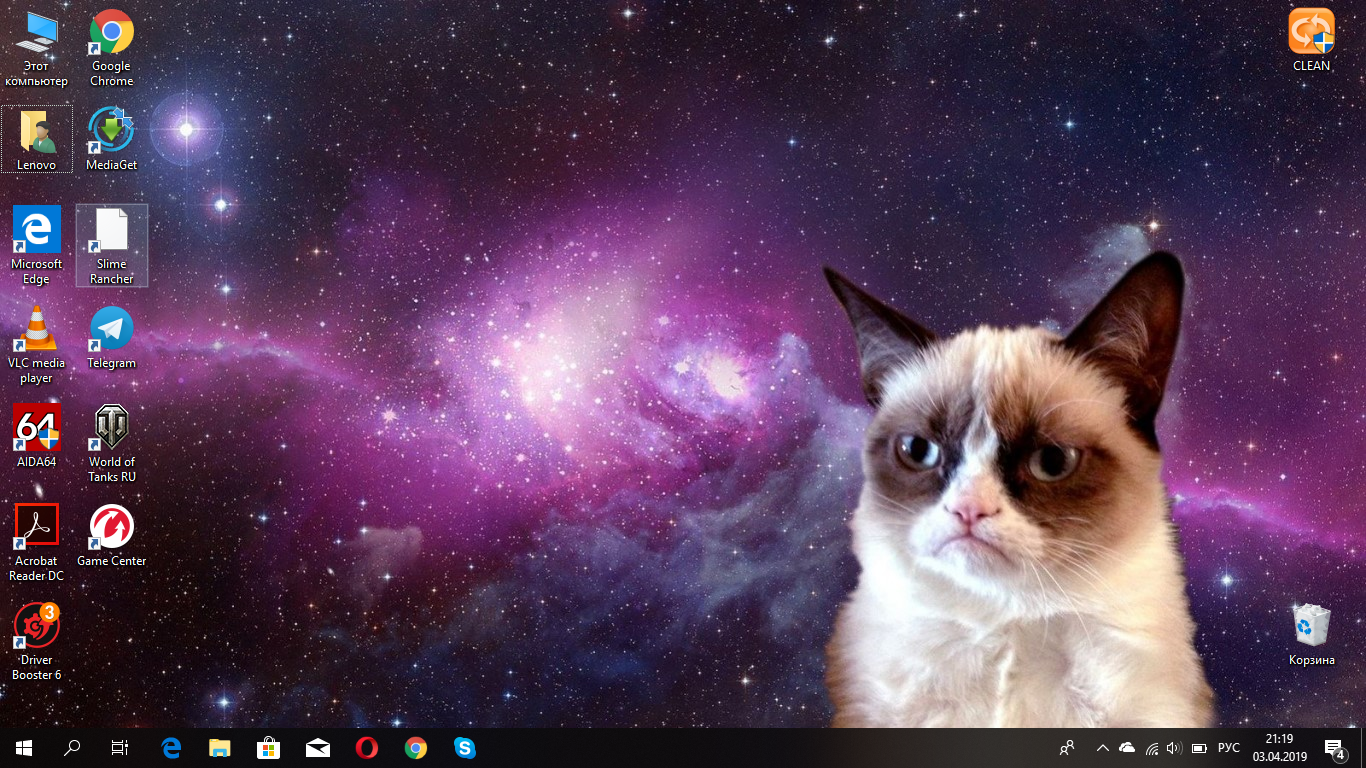 Этот
компьютер
Google
Chrome
CLEAN
Lenovo
MediaGet
Microsoft
Edge
Slime
Rancher
VLC media
player
Telegram
64
AIDA64
World of
Tanks RU
Acrobat
Reader DC
Game Center
3
Driver
Booster 6
Корзина
S
РУС
21:19
03.04.2019
4